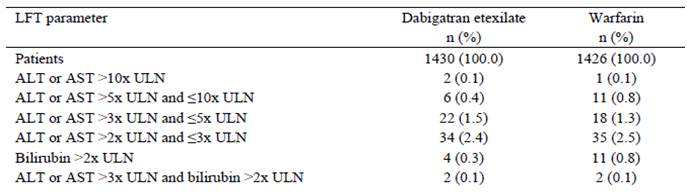 LFT parameter Dabigatran etexilate Warfarin
n (%) n (%)
Patients 1430 (100.0) 1426 (100.0)
ALT or AST >10x ULN 2 (0.1) 1 (0.1)
ALT or AST >5x ULN and ≤10x ULN 6 (0.4) 11 (0.8)
ALT or AST >3x ULN and ≤5x ULN 22 (1.5) 18 (1.3)
ALT or AST >2x ULN and ≤3x ULN 34 (2.4) 35 (2.5)
Bilirubin >2x ULN 4 (0.3) 11 (0.8)
ALT or AST >3x ULN and bilirubin >2x ULN 2 (0.1) 2 (0.1)